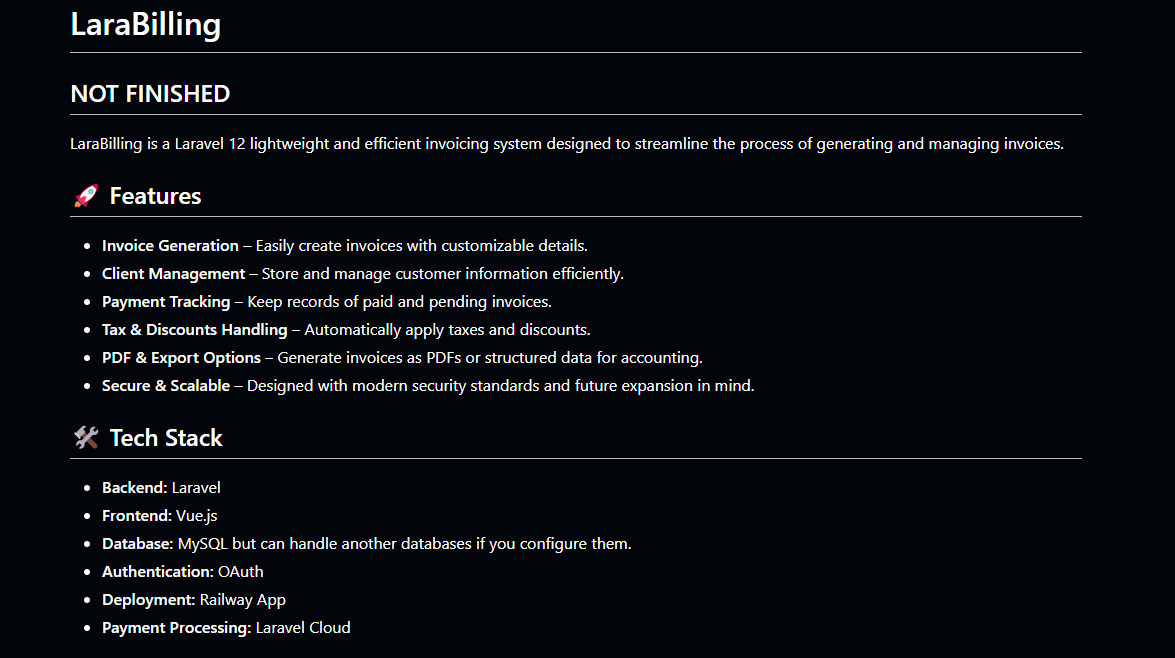 LaraBilling
NOT FINISHED
LaraBilling is a Laravel 12 lightweight and efficient invoicing system designed to streamline the process of generating and managing invoices.
🚀 Features
• Invoice Generation – Easily create invoices with customizable details.
• Client Management – Store and manage customer information efficiently.
• Payment Tracking – Keep records of paid and pending invoices.
• Tax & Discounts Handling – Automatically apply taxes and discounts.
• PDF & Export Options – Generate invoices as PDFs or structured data for accounting.
• Secure & Scalable – Designed with modern security standards and future expansion in mind.
🛠 Tech Stack
• Backend: Laravel
• Frontend: Vue.js
• Database: MySQL but can handle another databases if you configure them.
• Authentication: OAuth
• Deployment: Railway App
• Payment Processing: Laravel Cloud